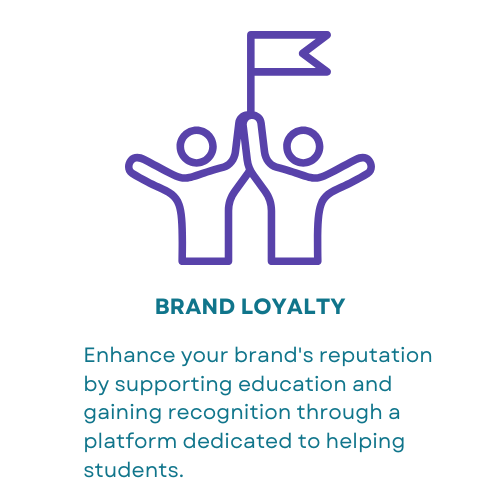 BRAND LOYALTY
Enhance your brand's reputation
by supporting education and
gaining recognition through a
platform dedicated to helping
students.